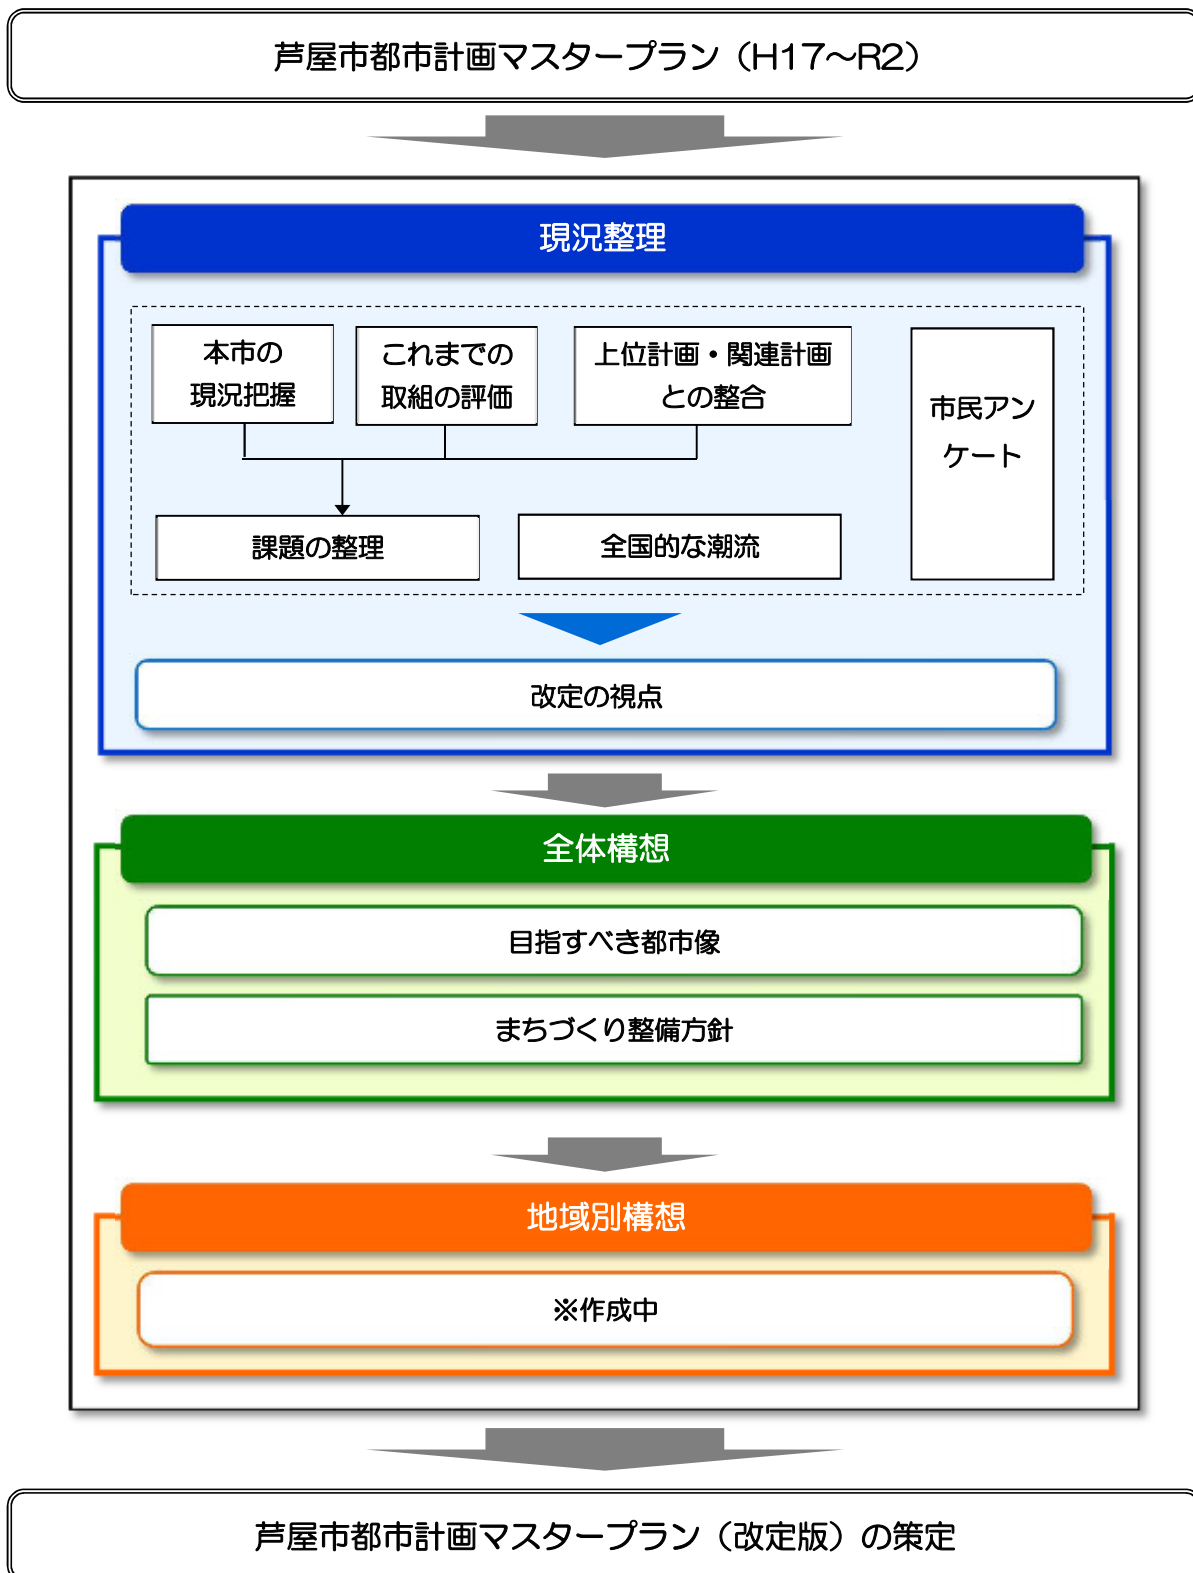 芦屋市都市計画マスタープラン（H17～R2）
現況整理
本市の
現況把握
これまでの
取組の評価
上位計画・関連計画
との整合
市民アン
ケート
課題の整理
全国的な潮流
改定の視点
全体構想
目指すべき都市像
まちづくり整備方針
地域別構想
※作成中
芦屋市都市計画マスタープラン（改定版）の策定